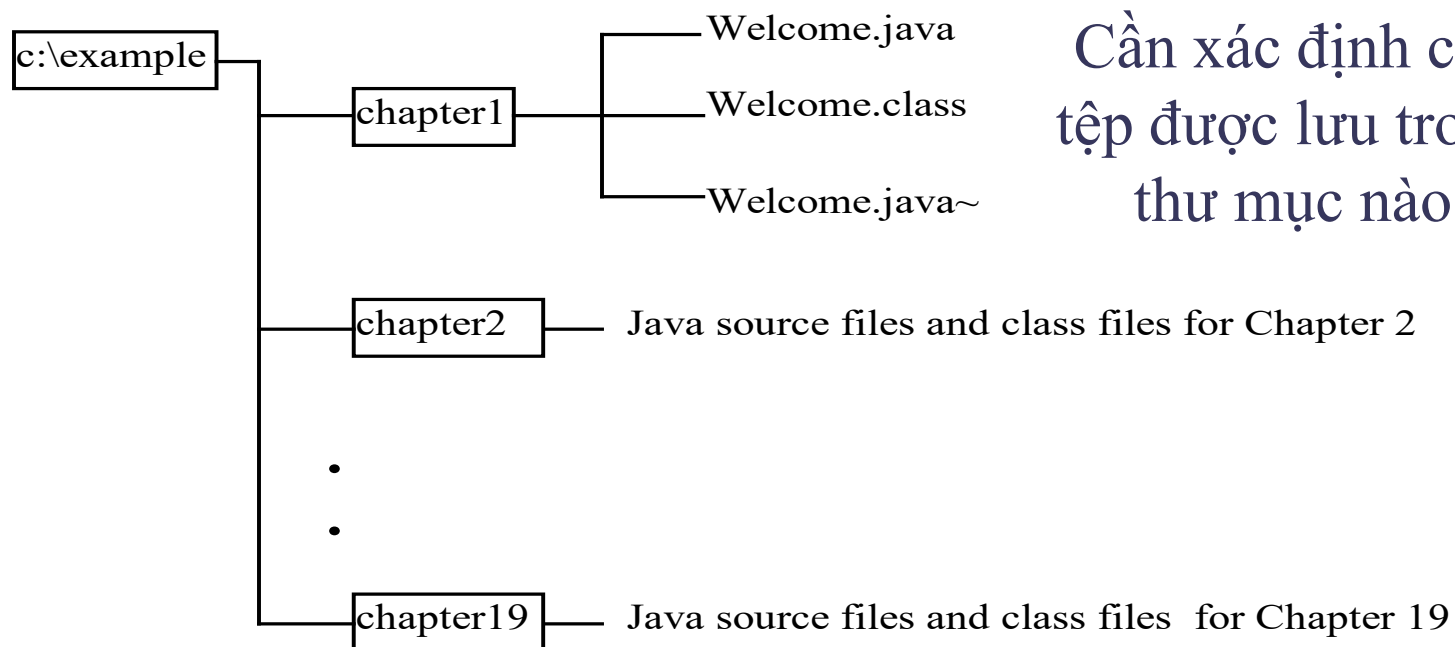 c:\example
chapter1
Welcome.java
Welcome.class
Welcome.java~
Cần xác định c
tệp được lưu tro
thư mục nào
chapter2
Java source files and class files for Chapter 2
chapter19
Java source files and class files for Chapter 19